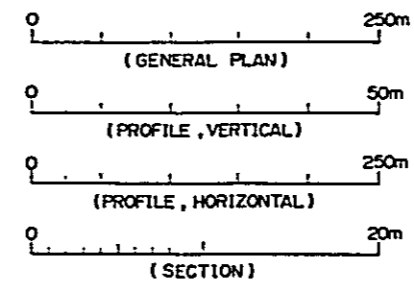 0 250m
(GENERAL PLAN)
0 50m
(PROFILE, VERTICAL)
0 250m
(PROFILE, HORIZONTAL)
0 20m
(SECTION)